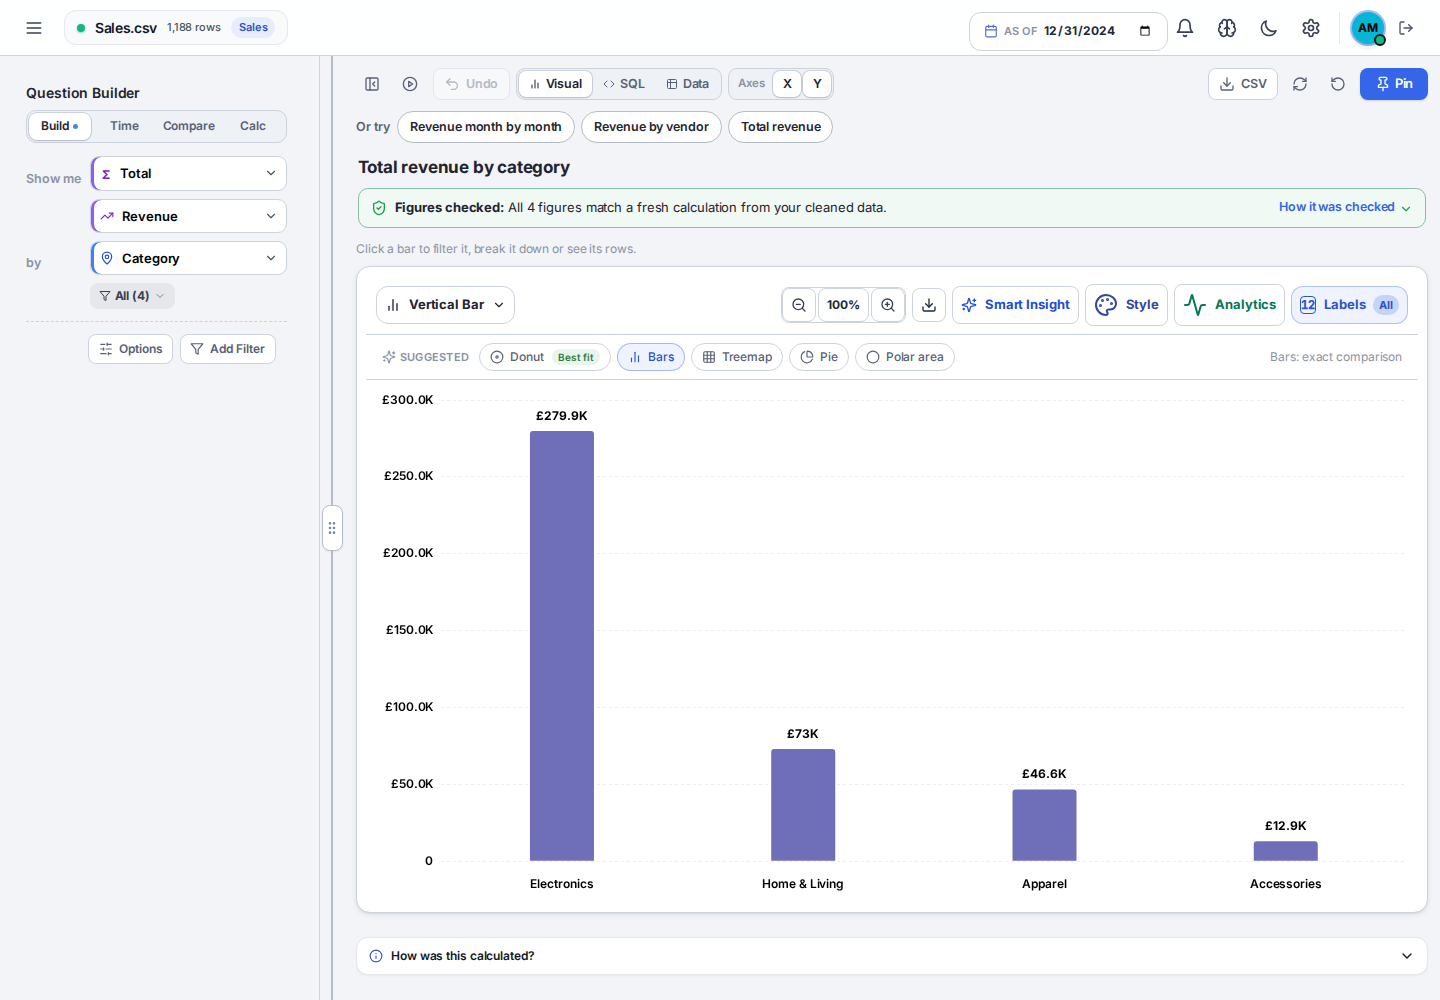 Sales.csv 1,188 rows Sales
AS OF 12/31/2024
AM
Question Builder
Build Time Compare Calc
Show me Σ Total
Revenue
by Category
All (4)
Options Add Filter
Undo Visual SQL Data Axes X Y CSV Pin
Or try Revenue month by month Revenue by vendor Total revenue
Total revenue by category
Figures checked: All 4 figures match a fresh calculation from your cleaned data. How it was checked
Click a bar to filter it, break it down or see its rows.
Vertical Bar 100% Smart Insight Style Analytics 12 Labels All
SUGGESTED Donut Best fit Bars Treemap Pie Polar area Bars: exact comparison
£300.0K
£279.9K
£250.0K
£200.0K
£150.0K
£100.0K
£73K
£50.0K
£46.6K
£12.9K
0
Electronics Home & Living Apparel Accessories
How was this calculated?